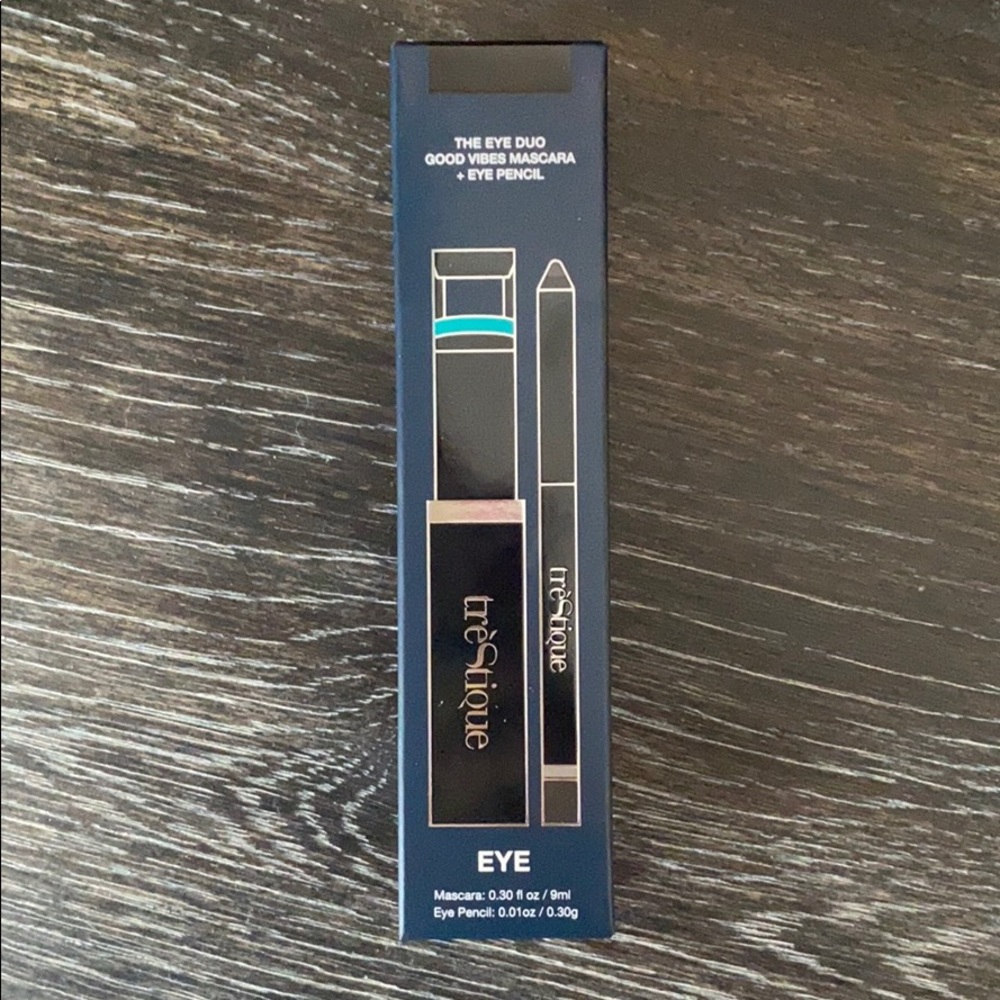 THE EYE DUO
GOOD VIBES MASCARA
+ EYE PENCIL
trèStique
trèStique
EYE
Mascara: 0.30 fl oz / 9ml
Eye Pencil: 0.01oz / 0.30g